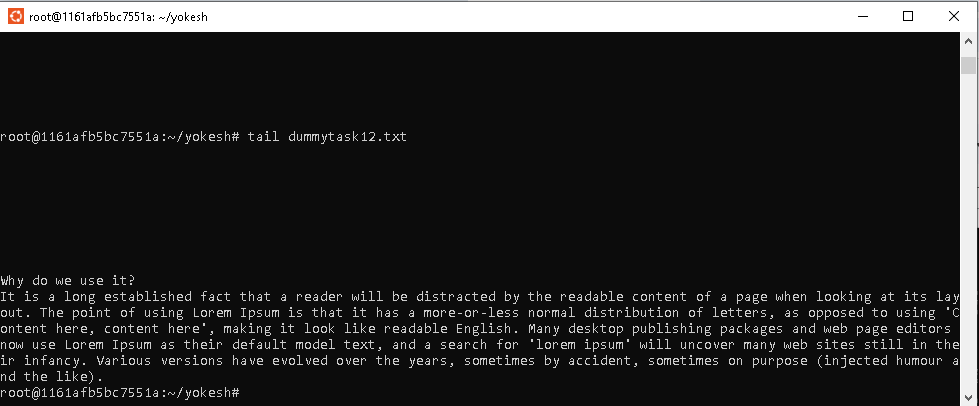 root@1161afb5bc7551a: ~/yokesh
root@1161afb5bc7551a:~/yokesh# tail dummytask12.txt
Why do we use it?
It is a long established fact that a reader will be distracted by the readable content of a page when looking at its lay
out. The point of using Lorem Ipsum is that it has a more-or-less normal distribution of letters, as opposed to using 'C
ontent here, content here', making it look like readable English. Many desktop publishing packages and web page editors
now use Lorem Ipsum as their default model text, and a search for 'lorem ipsum' will uncover many web sites still in the
ir infancy. Various versions have evolved over the years, sometimes by accident, sometimes on purpose (injected humour a
nd the like).
root@1161afb5bc7551a:~/yokesh#